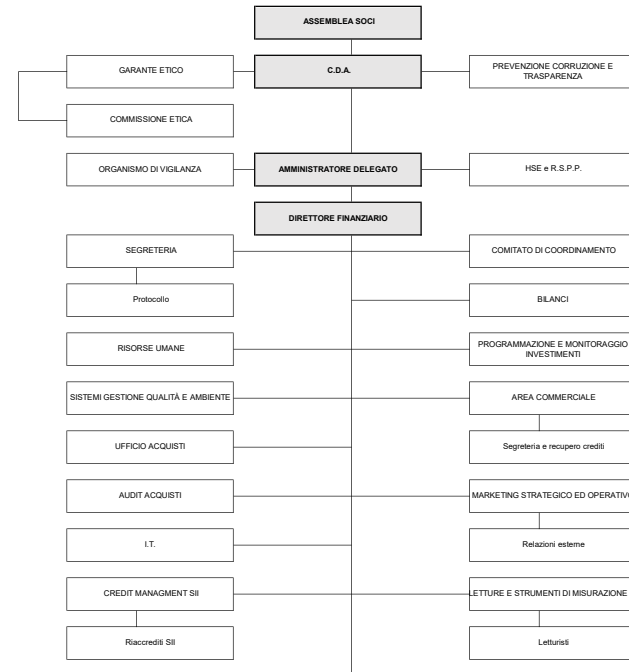 ASSEMBLEA SOCI
GARANTE ETICO
C.D.A.
PREVENZIONE CORRUZIONE E
TRASPARENZA
COMMISSIONE ETICA
ORGANISMO DI VIGILANZA
AMMINISTRATORE DELEGATO
HSE e R.S.P.P.
DIRETTORE FINANZIARIO
SEGRETERIA
COMITATO DI COORDINAMENTO
Protocollo
BILANCI
RISORSE UMANE
PROGRAMMAZIONE E MONITORAGGIO
INVESTIMENTI
SISTEMI GESTIONE QUALITÀ E AMBIENTE
AREA COMMERCIALE
UFFICIO ACQUISTI
Segreteria e recupero crediti
AUDIT ACQUISTI
MARKETING STRATEGICO ED OPERATIVO
I.T.
Relazioni esterne
CREDIT MANAGMENT SII
LETTURE E STRUMENTI DI MISURAZIONE
Riaccrediti SII
Letturisti